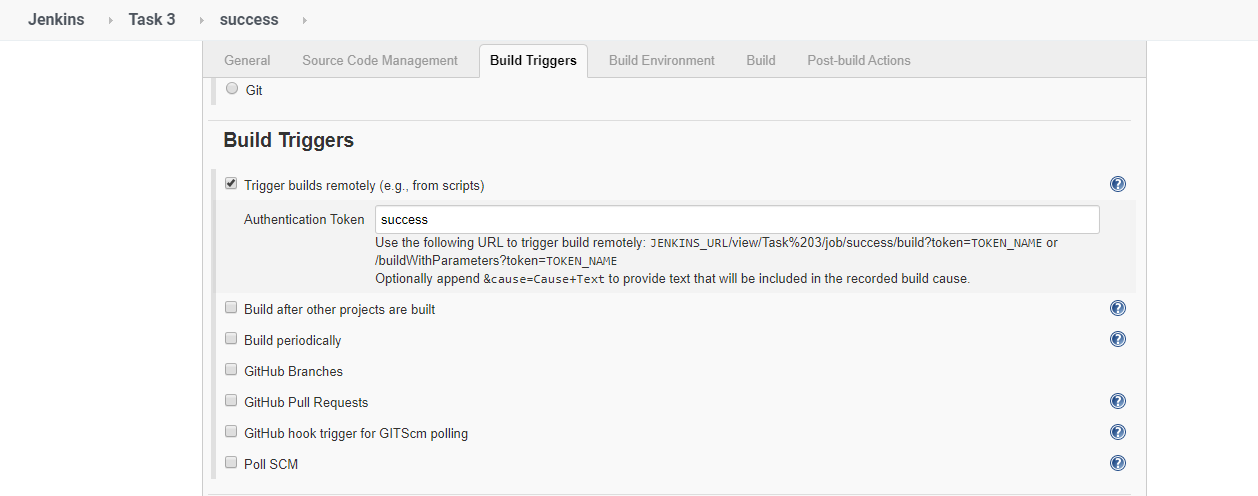 Jenkins Task 3 success
General Source Code Management Build Triggers Build Environment Build Post-build Actions
Git
Build Triggers
Trigger builds remotely (e.g., from scripts)
Authentication Token success
Use the following URL to trigger build remotely: JENKINS_URL/view/Task%203/job/success/build?token=TOKEN_NAME or
/buildWithParameters?token=TOKEN_NAME
Optionally append &cause=Cause+Text to provide text that will be included in the recorded build cause.
Build after other projects are built
Build periodically
GitHub Branches
GitHub Pull Requests
GitHub hook trigger for GITScm polling
Poll SCM